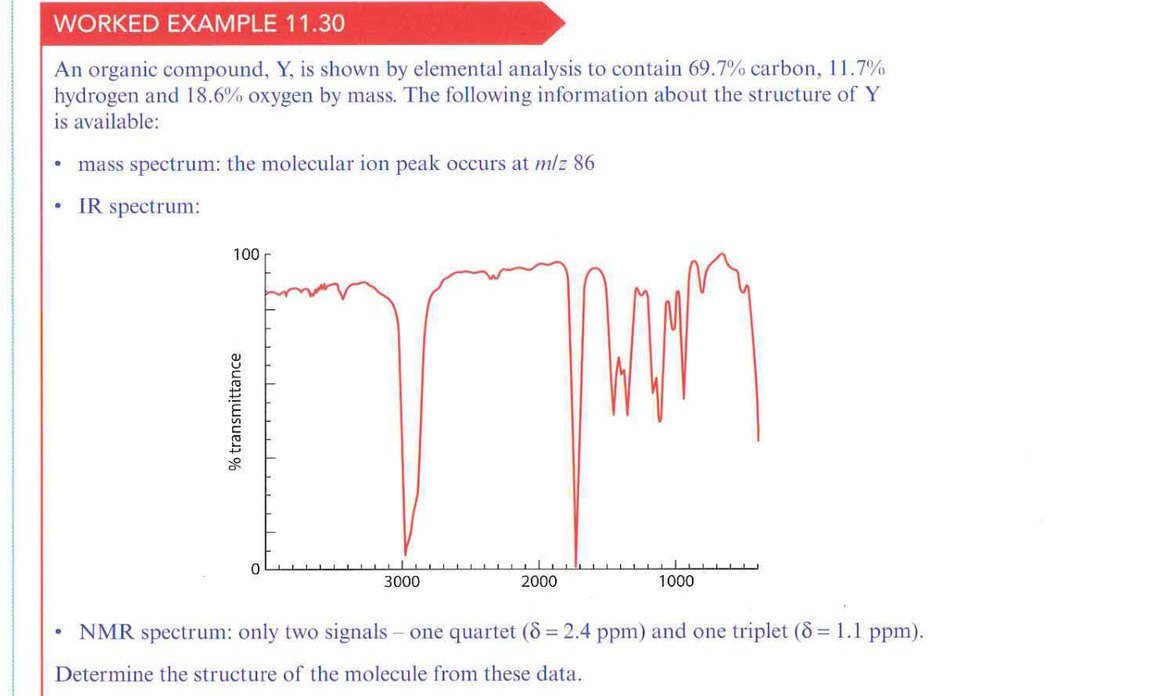 WORKED EXAMPLE 11.30
An organic compound, Y, is shown by elemental analysis to contain 69.7% carbon, 11.7%
hydrogen and 18.6% oxygen by mass. The following information about the structure of Y
is available:
• mass spectrum: the molecular ion peak occurs at m/z 86
• IR spectrum:
100
% transmittance
0
3000 2000 1000
• NMR spectrum: only two signals – one quartet (δ = 2.4 ppm) and one triplet (δ = 1.1 ppm).
Determine the structure of the molecule from these data.